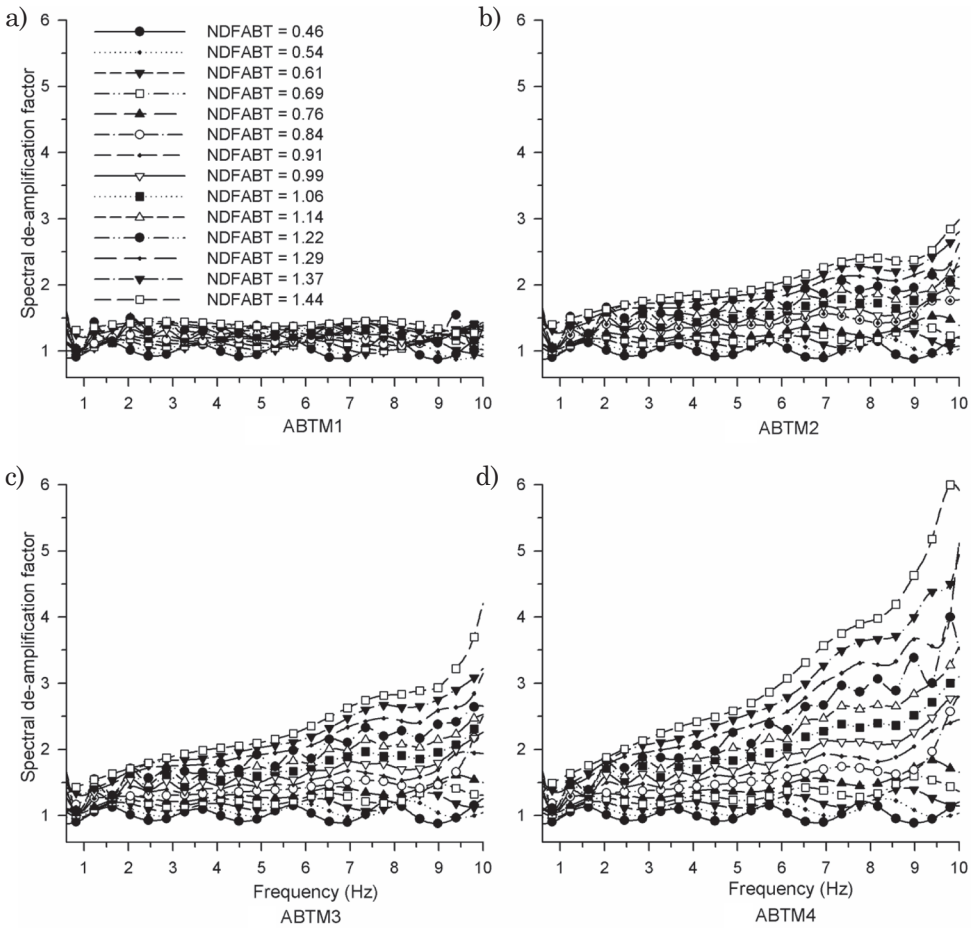 a)
Spectral de-amplification factor
6
5
4
3
2
1
NDFABT = 0.46
NDFABT = 0.54
NDFABT = 0.61
NDFABT = 0.69
NDFABT = 0.76
NDFABT = 0.84
NDFABT = 0.91
NDFABT = 0.99
NDFABT = 1.06
NDFABT = 1.14
NDFABT = 1.22
NDFABT = 1.29
NDFABT = 1.37
NDFABT = 1.44
1 2 3 4 5 6 7 8 9 10
ABTM1
b)
6
5
4
3
2
1
1 2 3 4 5 6 7 8 9 10
ABTM2
c)
Spectral de-amplification factor
6
5
4
3
2
1
1 2 3 4 5 6 7 8 9 10
Frequency (Hz)
ABTM3
d)
6
5
4
3
2
1
1 2 3 4 5 6 7 8 9 10
Frequency (Hz)
ABTM4